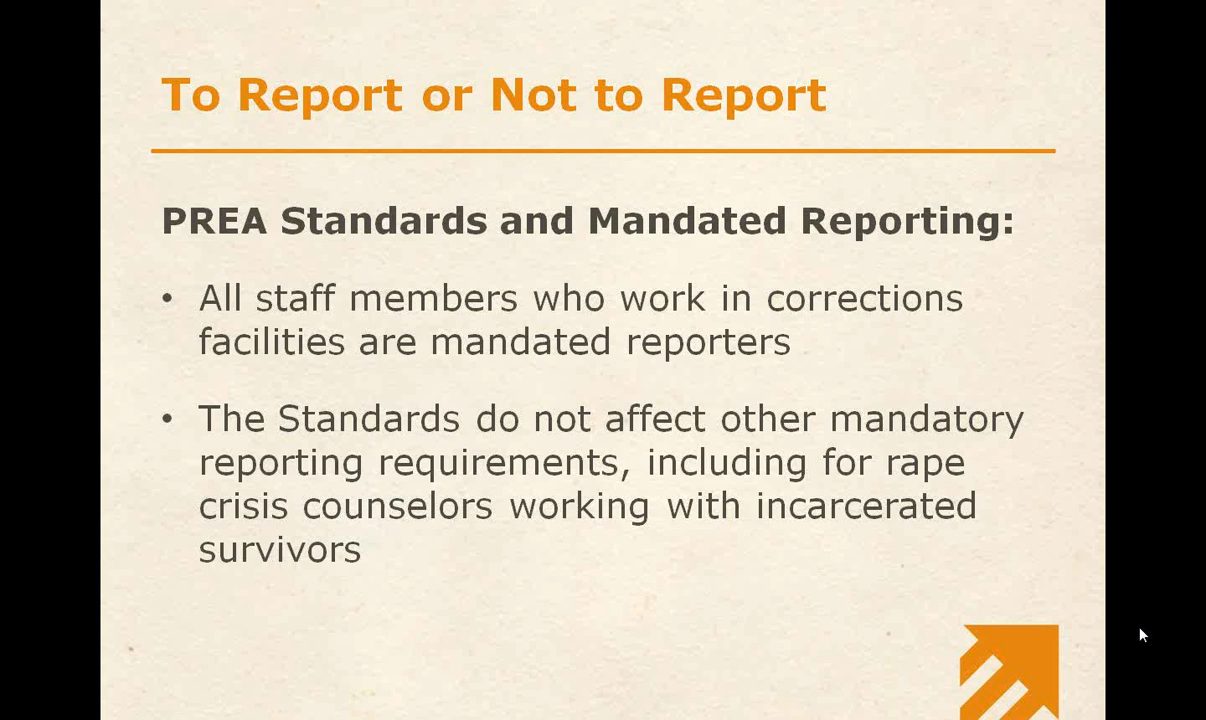 To Report or Not to Report
PREA Standards and Mandated Reporting:
• All staff members who work in corrections
facilities are mandated reporters
• The Standards do not affect other mandatory
reporting requirements, including for rape
crisis counselors working with incarcerated
survivors